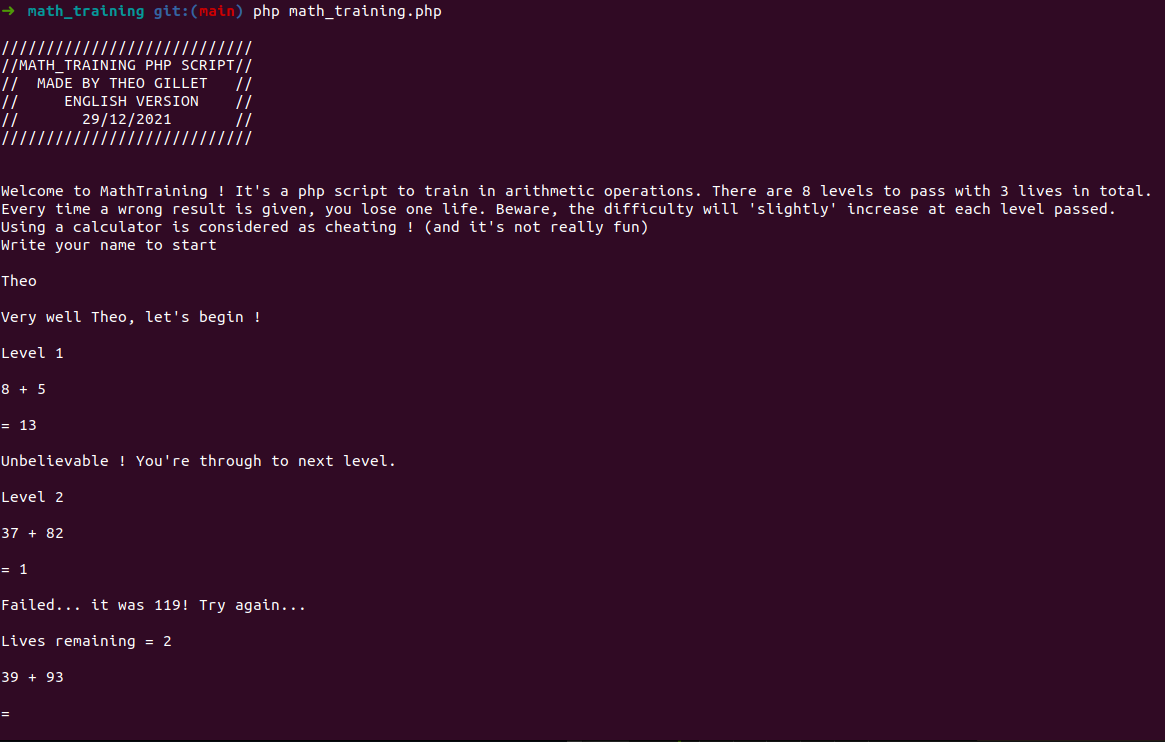 ➜ math_training git:(main) php math_training.php
////////////////////////////
//MATH_TRAINING PHP SCRIPT//
// MADE BY THEO GILLET //
// ENGLISH VERSION //
// 29/12/2021 //
////////////////////////////
Welcome to MathTraining ! It's a php script to train in arithmetic operations. There are 8 levels to pass with 3 lives in total.
Every time a wrong result is given, you lose one life. Beware, the difficulty will 'slightly' increase at each level passed.
Using a calculator is considered as cheating ! (and it's not really fun)
Write your name to start
Theo
Very well Theo, let's begin !
Level 1
8 + 5
= 13
Unbelievable ! You're through to next level.
Level 2
37 + 82
= 1
Failed... it was 119! Try again...
Lives remaining = 2
39 + 93
=